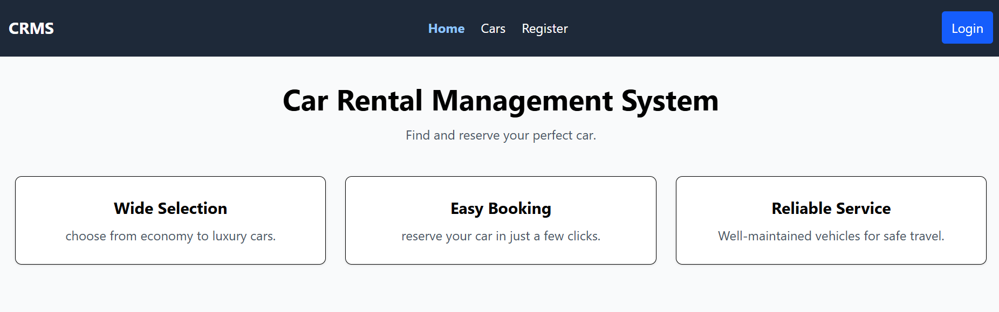 CRMS
Home Cars Register
Login
Car Rental Management System
Find and reserve your perfect car.
Wide Selection
choose from economy to luxury cars.
Easy Booking
reserve your car in just a few clicks.
Reliable Service
Well-maintained vehicles for safe travel.